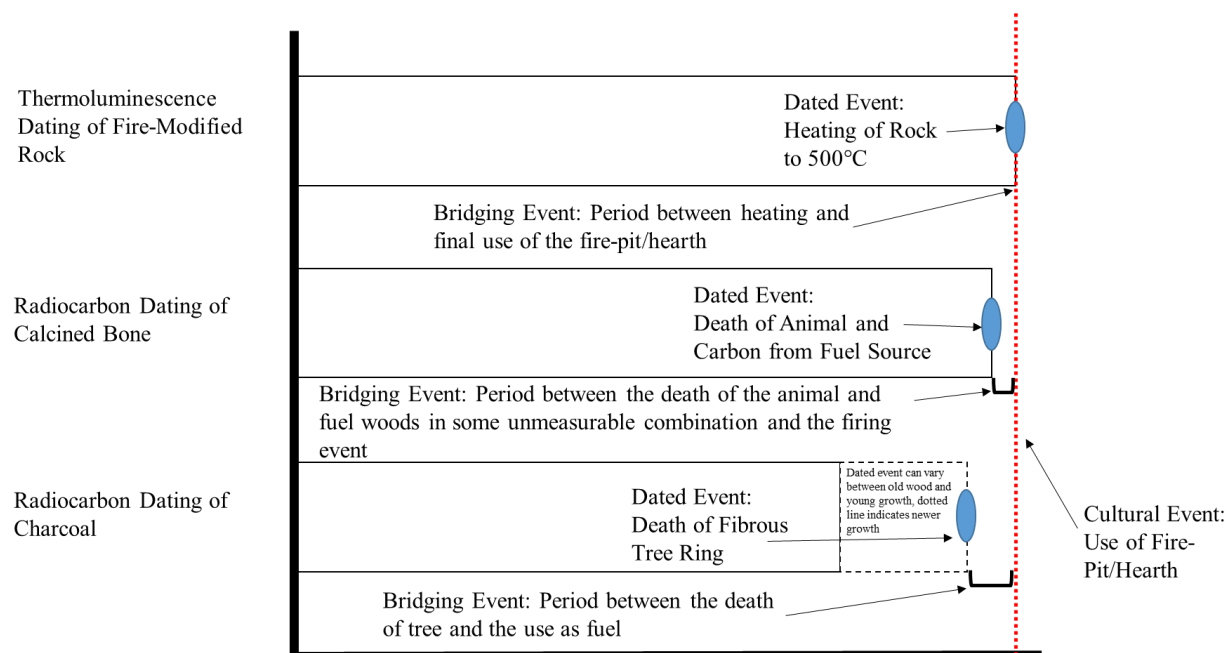 Thermoluminescence
Dating of Fire-Modified
Rock
Dated Event:
Heating of Rock
to 500°C
Bridging Event: Period between heating and
final use of the fire-pit/hearth
Radiocarbon Dating of
Calcined Bone
Dated Event:
Death of Animal and
Carbon from Fuel Source
Bridging Event: Period between the death of the animal and
fuel woods in some unmeasurable combination and the firing
event
Radiocarbon Dating of
Charcoal
Dated Event:
Death of Fibrous
Tree Ring
Dated event can vary
between old wood and
young growth, dotted
line indicates newer
growth
Bridging Event: Period between the death
of tree and the use as fuel
Cultural Event:
Use of Fire-
Pit/Hearth